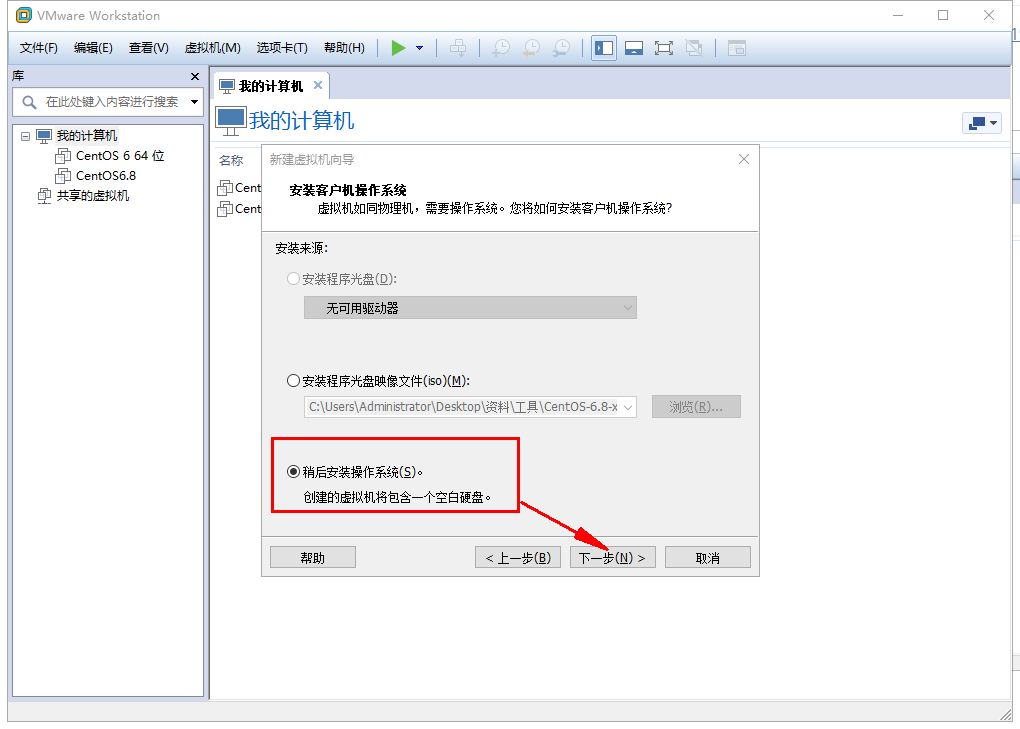 VMware Workstation
文件(F) 编辑(E) 查看(V) 虚拟机(M) 选项卡(T) 帮助(H)
库
在此处键入内容进行搜索
我的计算机
CentOS 6 64 位
CentOS6.8
共享的虚拟机
我的计算机
我的计算机
名称
Cent
Cent
新建虚拟机向导
安装客户机操作系统
虚拟机如同物理机，需要操作系统。您将如何安装客户机操作系统?
安装来源:
安装程序光盘(D):
无可用驱动器
安装程序光盘映像文件(iso)(M):
C:\Users\Administrator\Desktop\资料\工具\CentOS-6.8-x
浏览(R)...
稍后安装操作系统(S)。
创建的虚拟机将包含一个空白硬盘。
帮助 < 上一步(B) 下一步(N) > 取消